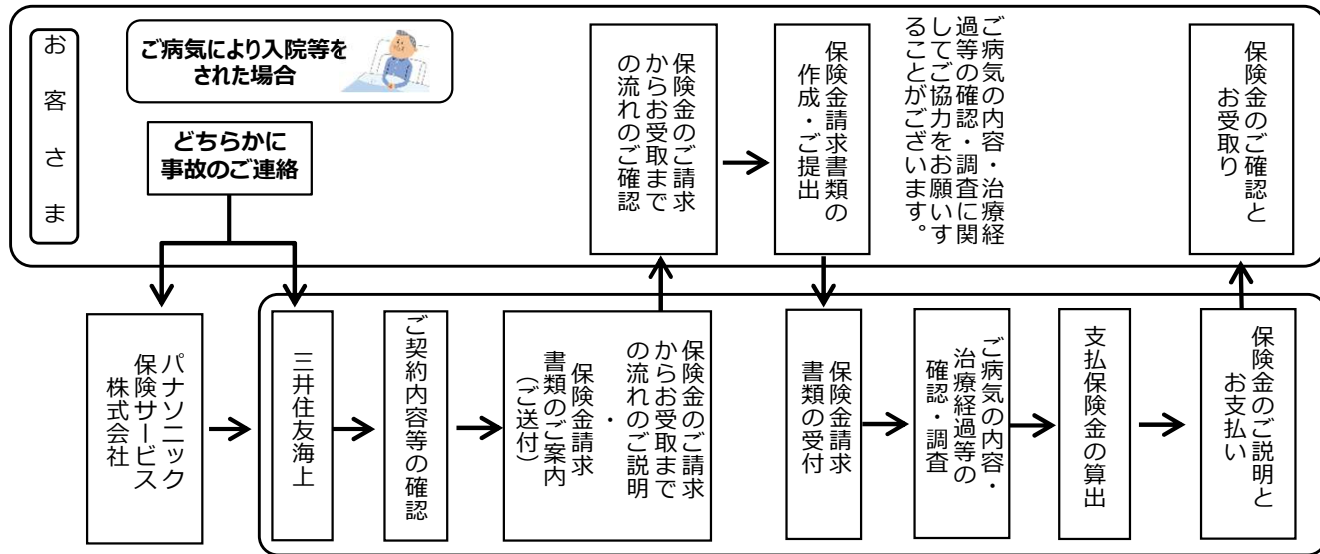 お客さま
ご病気により入院等を
された場合
どちらかに
事故のご連絡
保険金のご請求
からお受取まで
の流れのご確認
保険金請求書類の
作成・ご提出
ご病気の内容・治療経
過等の確認・調査に関
してご協力をお願いす
ることがございます。
保険金のご確認と
お受取り
パナソニック
保険サービス
株式会社
三井住友海上
ご契約内容等の確認
保険金のご請求
からお受取まで
の流れのご説明
・
保険金請求
書類のご案内
（ご送付）
保険金請求
書類の受付
ご病気の内容・
治療経過等の
確認・調査
支払保険金の算出
保険金のご説明と
お支払い